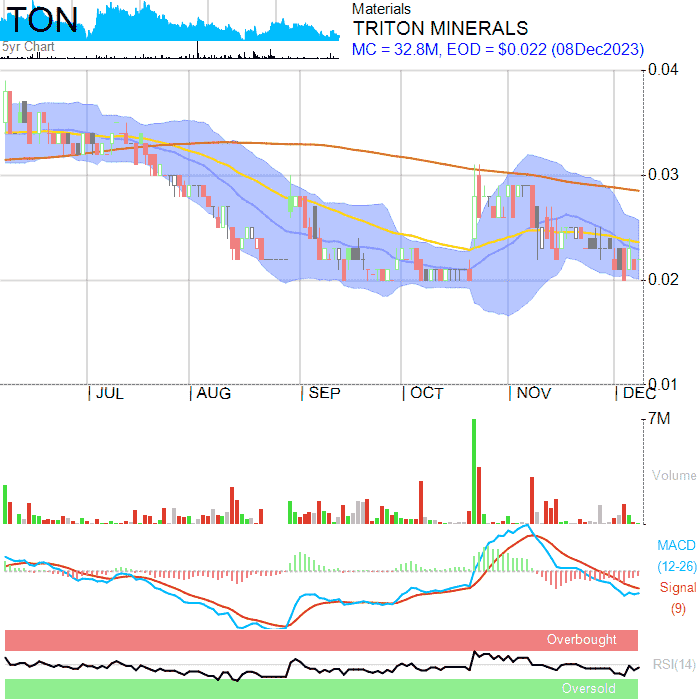 TON
5yr Chart
Materials
TRITON MINERALS
MC = 32.8M, EOD = $0.022 (08Dec2023)
0.04
0.03
0.02
0.01
JUL AUG SEP OCT NOV DEC
7M
Volume
MACD
(12-26)
Signal
(9)
Overbought
RSI(14)
Oversold